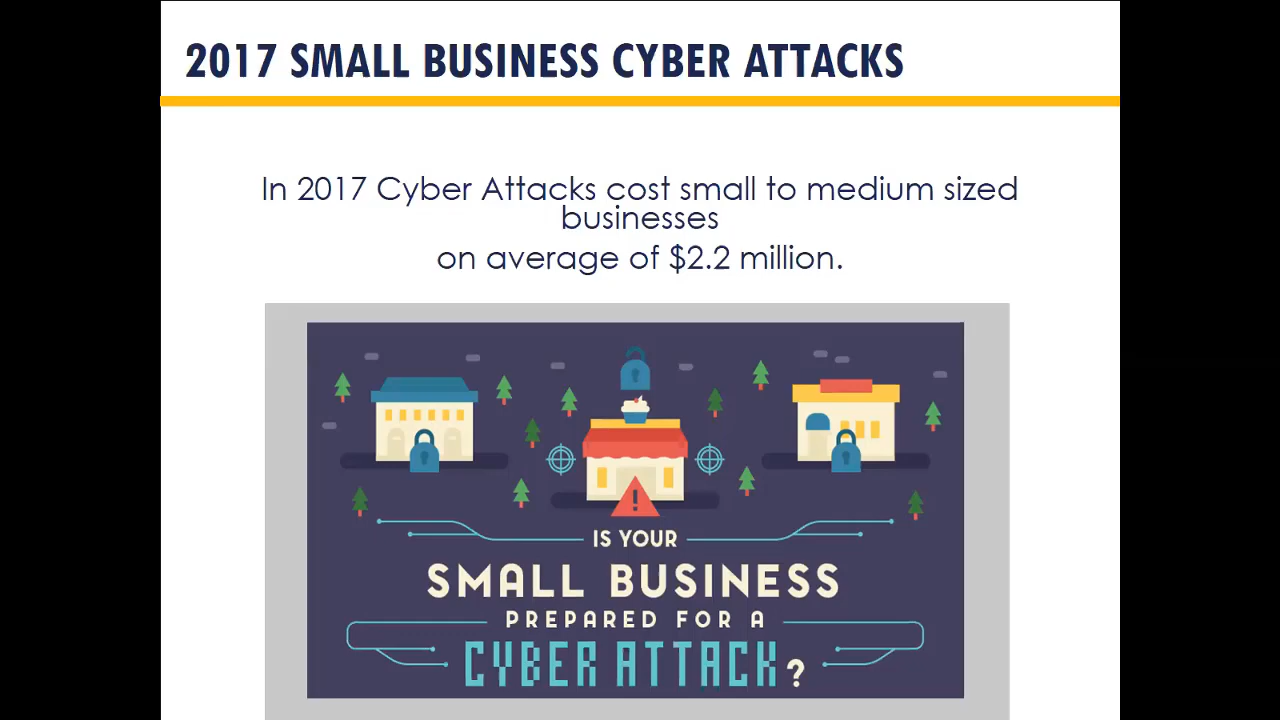 2017 SMALL BUSINESS CYBER ATTACKS
In 2017 Cyber Attacks cost small to medium sized
businesses
on average of $2.2 million.
IS YOUR
SMALL BUSINESS
PREPARED FOR A
CYBER ATTACK?